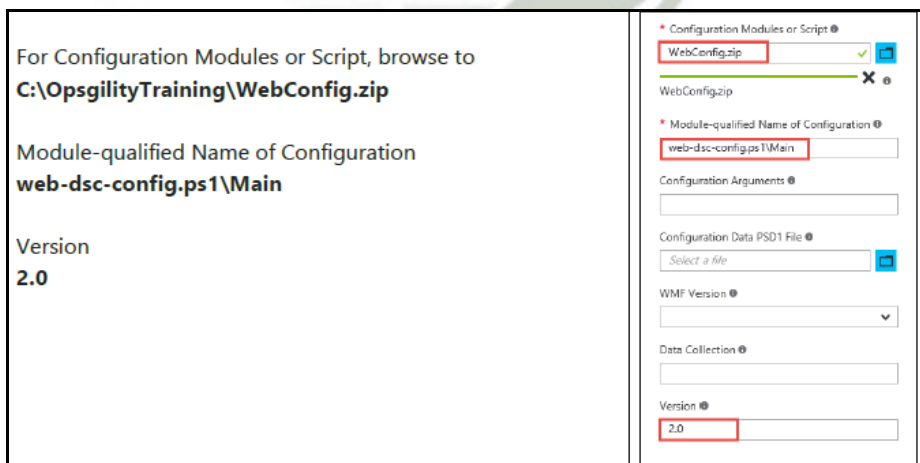 For Configuration Modules or Script, browse to
C:\OpsgilityTraining\WebConfig.zip
Module-qualified Name of Configuration
web-dsc-config.ps1\Main
Version
2.0
* Configuration Modules or Script
WebConfig.zip
WebConfig.zip
* Module-qualified Name of Configuration
web-dsc-config.ps1\Main
Configuration Arguments
Configuration Data PSD1 File
Select a file
WMF Version
Data Collection
Version
2.0